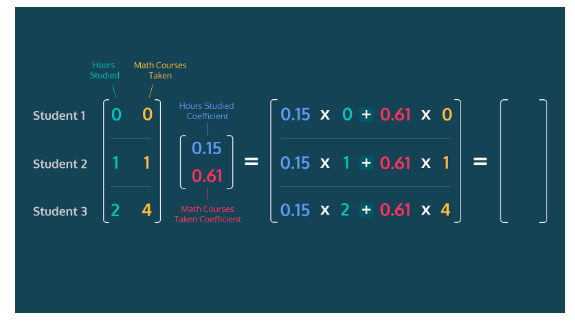 Hours
Studied
Math Courses
Taken
Student 1
0 0
Hours Studied
Coefficient
0.15 x 0 + 0.61 x 0
Student 2
1 1
0.15
0.61
=
0.15 x 1 + 0.61 x 1
=
Student 3
2 4
Math Courses
Taken Coefficient
0.15 x 2 + 0.61 x 4